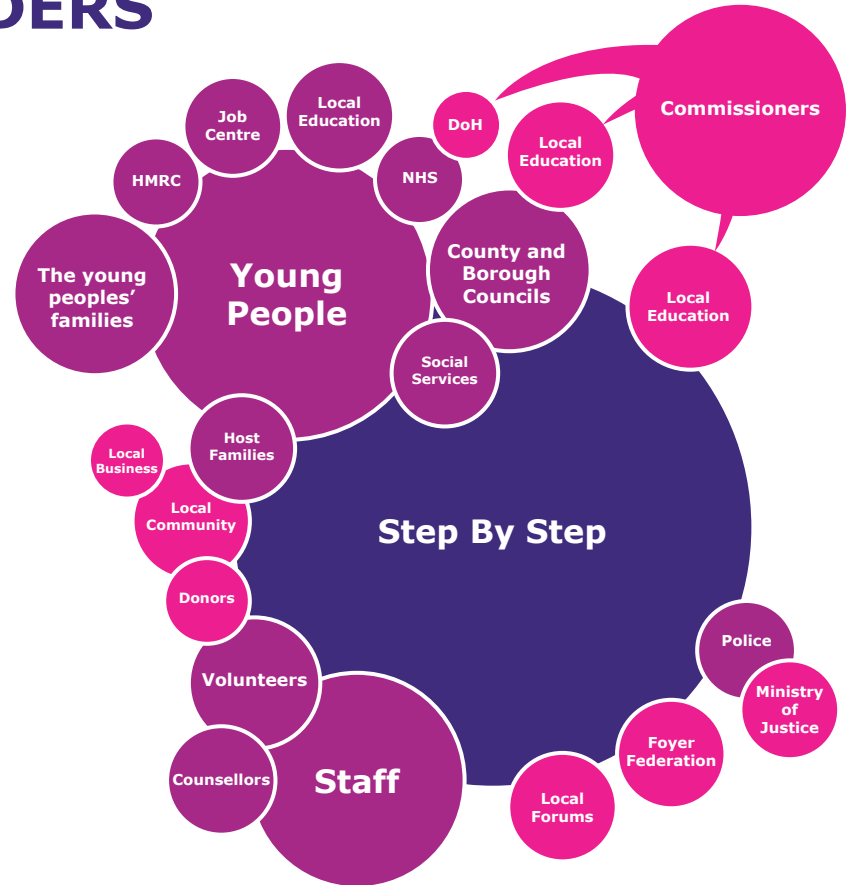 DERS
Commissioners
Local
Education
Job
Centre
DoH
Local
Education
HMRC
NHS
County and
Borough
Councils
Young
People
The young
peoples’
families
Local
Education
Social
Services
Host
Families
Local
Business
Local
Community
Step By Step
Donors
Police
Volunteers
Ministry
of
Justice
Foyer
Federation
Counsellors
Staff
Local
Forums